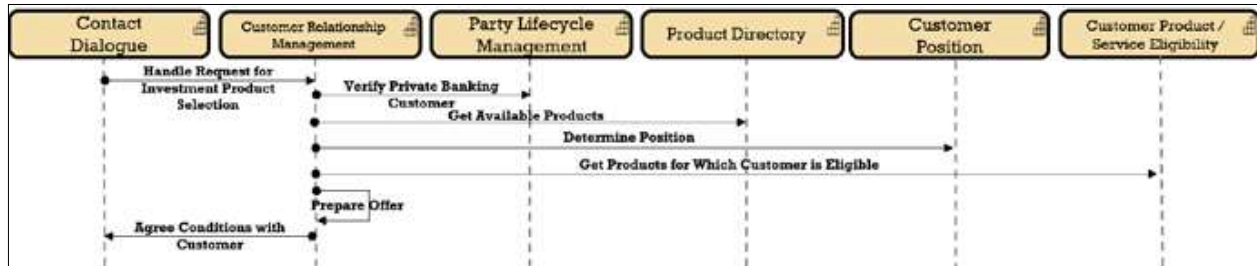 Contact
Dialogue
Customer Relationship
Management
Party Lifecycle
Management
Product Directory
Customer
Position
Customer Product /
Service Eligibility
Handle Request for
Investment Product
Selection
Verify Private Banking
Customer
Get Available Products
Determine Position
Get Products for Which Customer is Eligible
Prepare Offer
Agree Conditions with
Customer